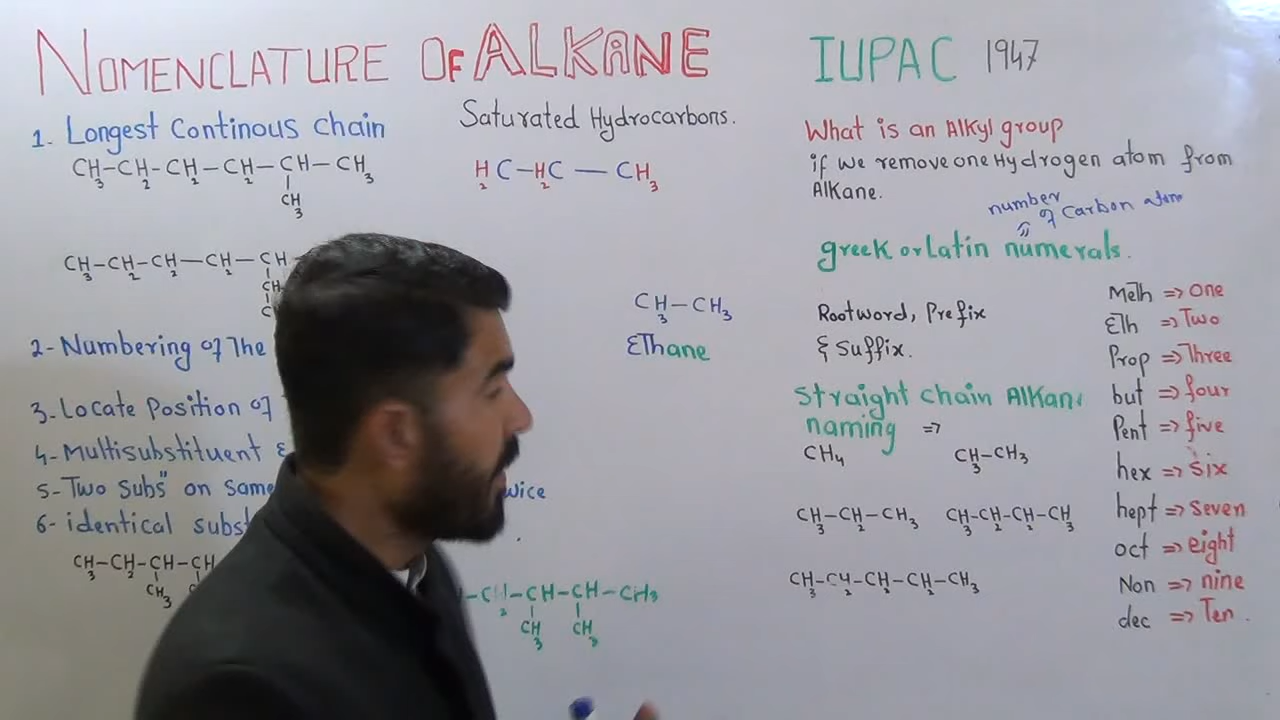 NOMENCLATURE OF ALKANE
IUPAC 1947
1. Longest Continous Chain
CH3-CH2-CH2-CH2-CH-CH3
CH3
CH3-CH2-CH2-CH2-CH-
2-Numbering of The
3-Locate Position of
4-Multisubstituent
5-Two Subs" on Same
wice
6-identical subst
CH3-CH2-CH-CH
CH3
Saturated Hydrocarbons.
H2C-H2C-CH3
CH3-CH3
EThane
-CH2-CH-CH-CH3
CH3 CH3
What is an Alkyl group
if we remove one Hydrogen atom from
Alkane.
number
of Carbon atom
greek or Latin numerals.
Rootword, Prefix
& Suffix.
Straight chain Alkan
naming =>
CH4 CH3-CH3
CH3-CH2-CH3 CH3-CH2-CH2-CH3
CH3-CH2-CH2-CH2-CH3
Meth => One
Eth => Two
Prop => Three
but => four
Pent => five
hex => six
hept => seven
oct => eight
Non => nine
dec => Ten.